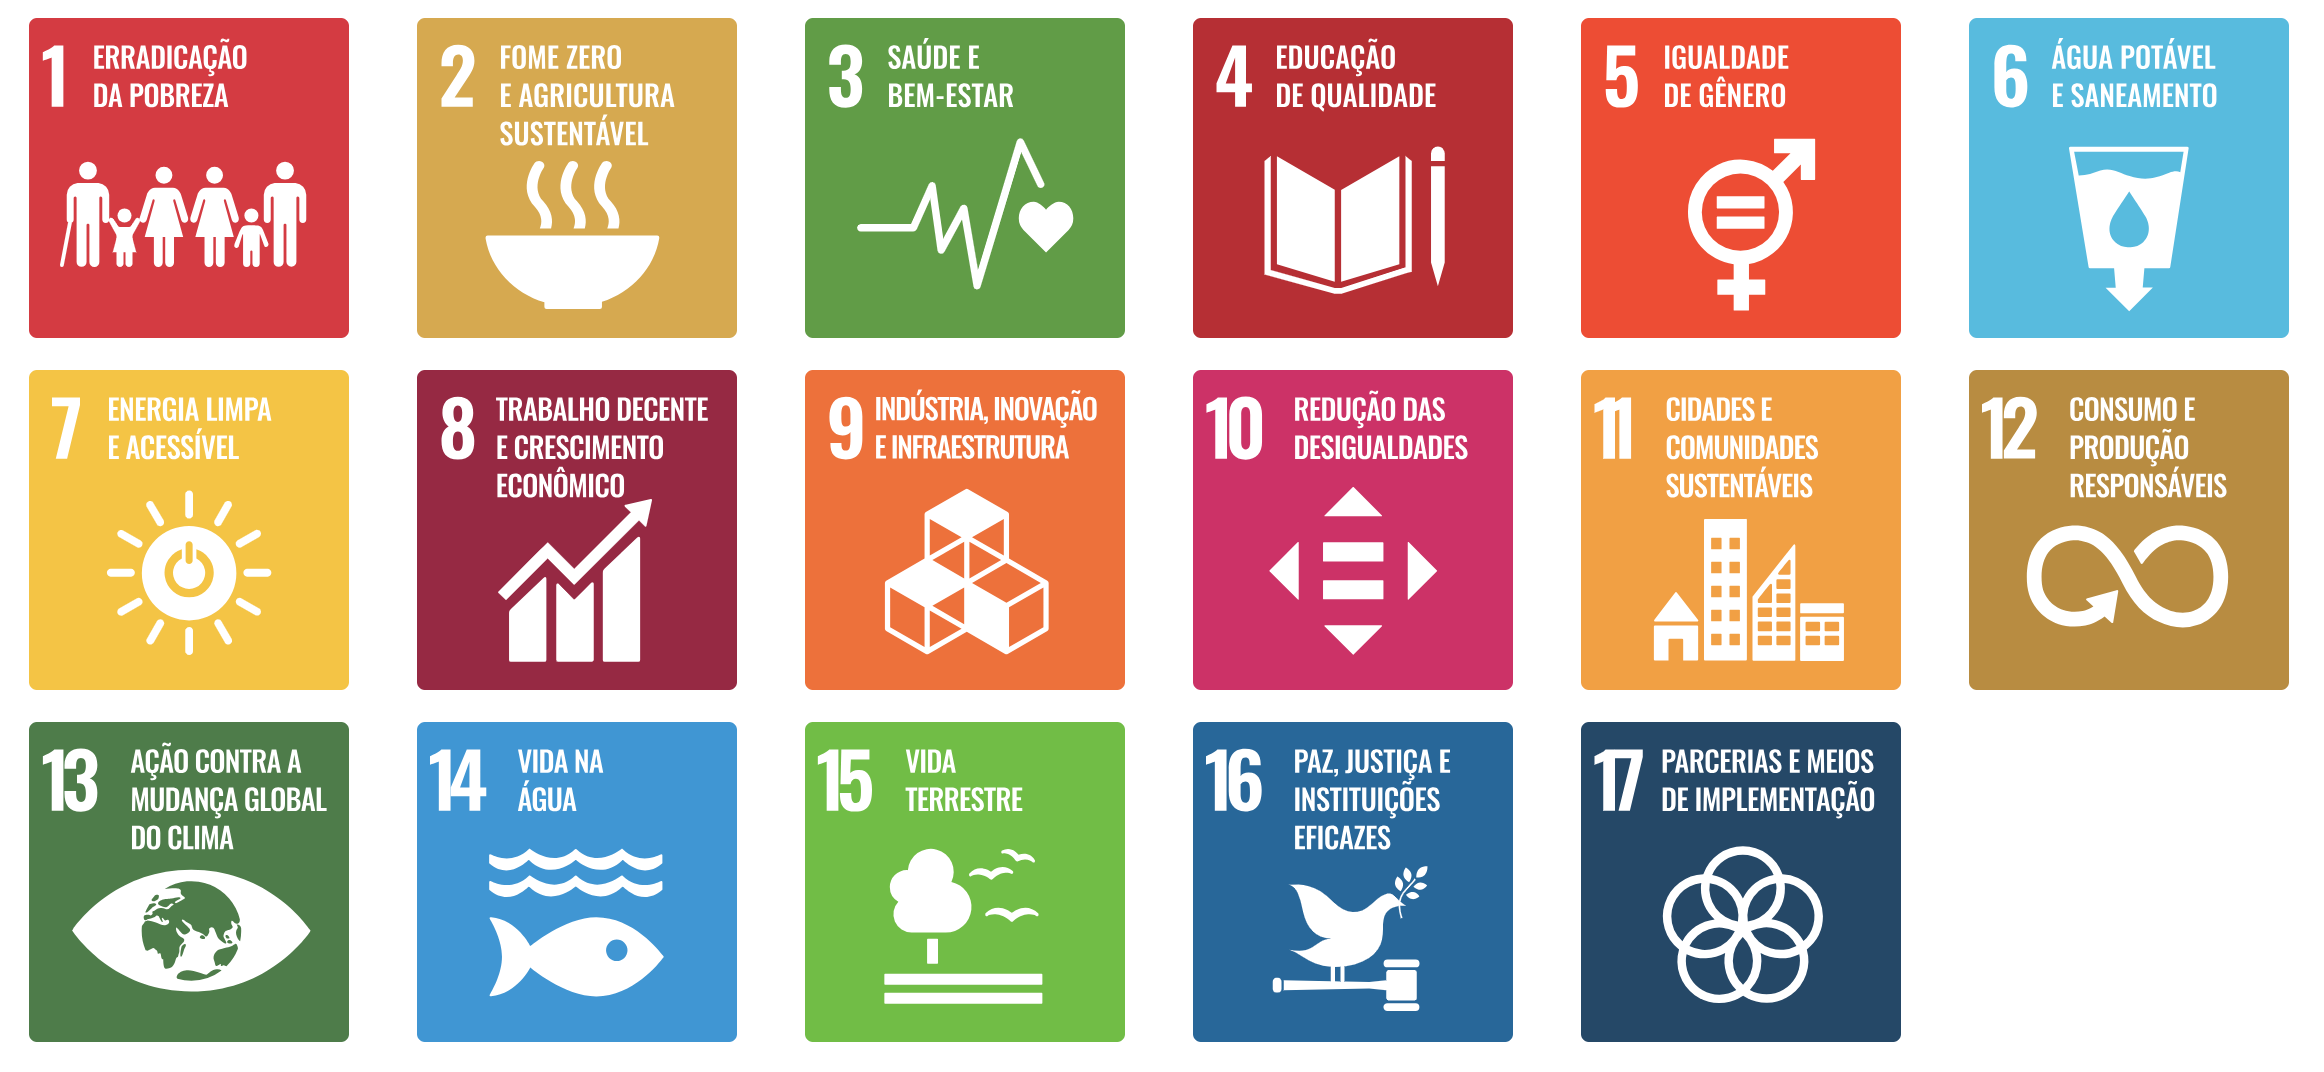 1 ERRADICAÇÃO
DA POBREZA
2 FOME ZERO
E AGRICULTURA
SUSTENTÁVEL
3 SAÚDE E
BEM-ESTAR
4 EDUCAÇÃO
DE QUALIDADE
5 IGUALDADE
DE GÊNERO
6 ÁGUA POTÁVEL
E SANEAMENTO
7 ENERGIA LIMPA
E ACESSÍVEL
8 TRABALHO DECENTE
E CRESCIMENTO
ECONÔMICO
9 INDÚSTRIA, INOVAÇÃO
E INFRAESTRUTURA
10 REDUÇÃO DAS
DESIGUALDADES
11 CIDADES E
COMUNIDADES
SUSTENTÁVEIS
12 CONSUMO E
PRODUÇÃO
RESPONSÁVEIS
13 AÇÃO CONTRA A
MUDANÇA GLOBAL
DO CLIMA
14 VIDA NA
ÁGUA
15 VIDA
TERRESTRE
16 PAZ, JUSTIÇA E
INSTITUIÇÕES
EFICAZES
17 PARCERIAS E MEIOS
DE IMPLEMENTAÇÃO